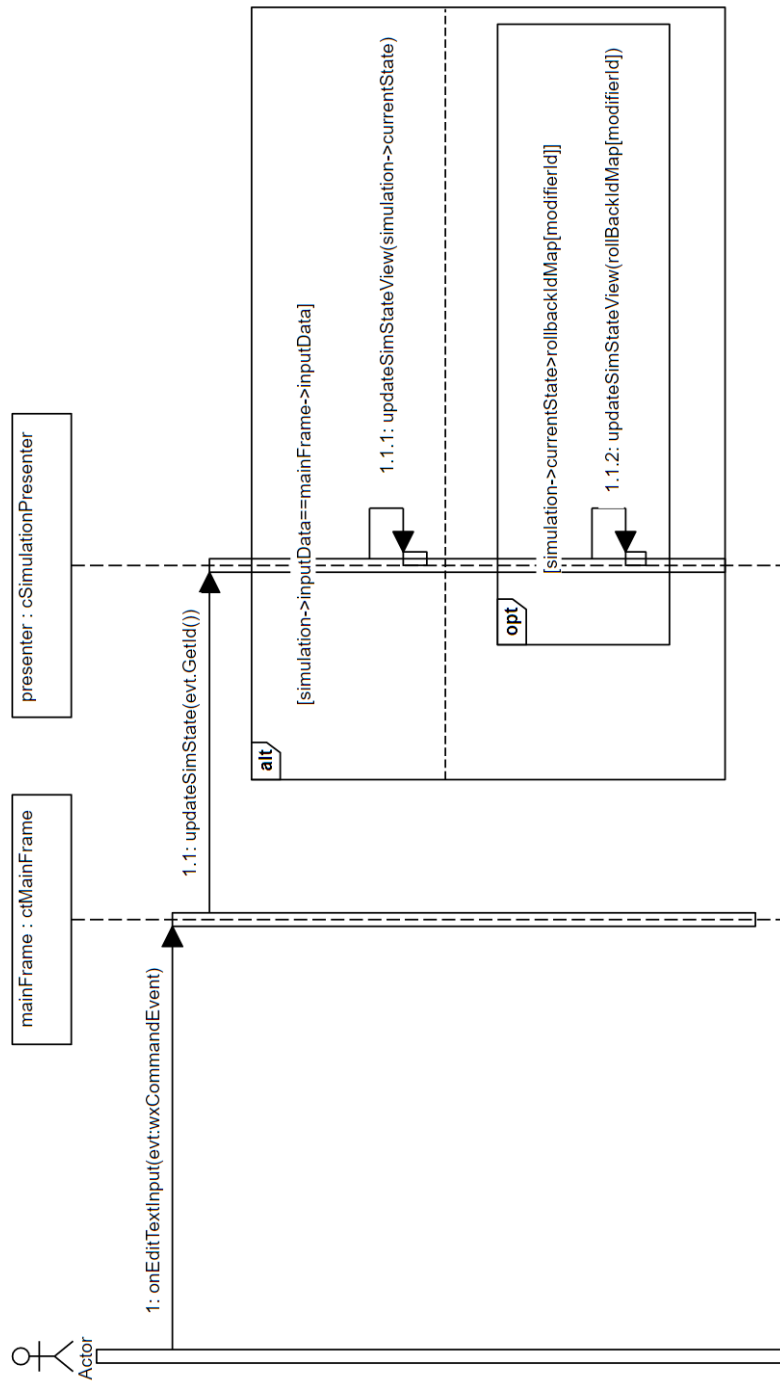 Actor
mainFrame : ctMainFrame
presenter : cSimulationPresenter
1: onEditTextInput(evt:wxCommandEvent)
1.1: updateSimState(evt.GetId())
alt
[simulation->inputData==mainFrame->inputData]
1.1.1: updateSimStateView(simulation->currentState)
opt
[simulation->currentState>rollbackIdMap[modifierId]]
1.1.2: updateSimStateView(rollBackIdMap[modifierId])